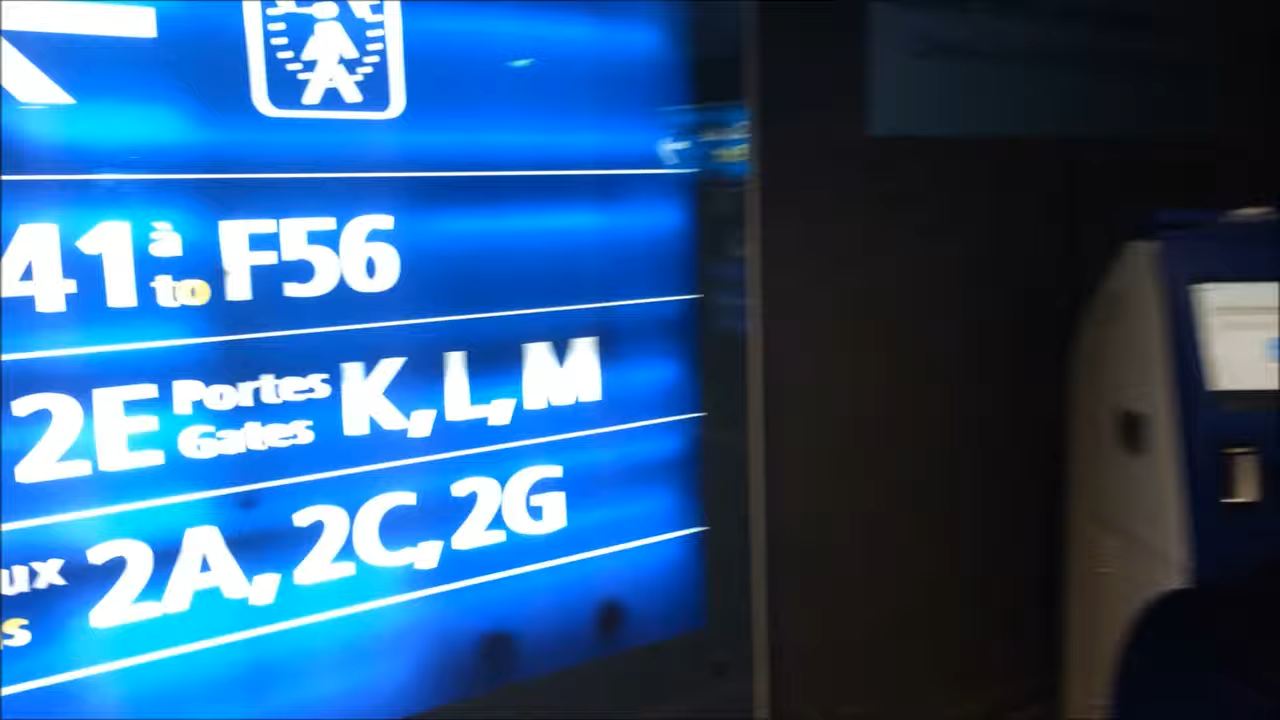 41 à to F56
2E Portes Gates K, L, M
ux 2A, 2C, 2G
s